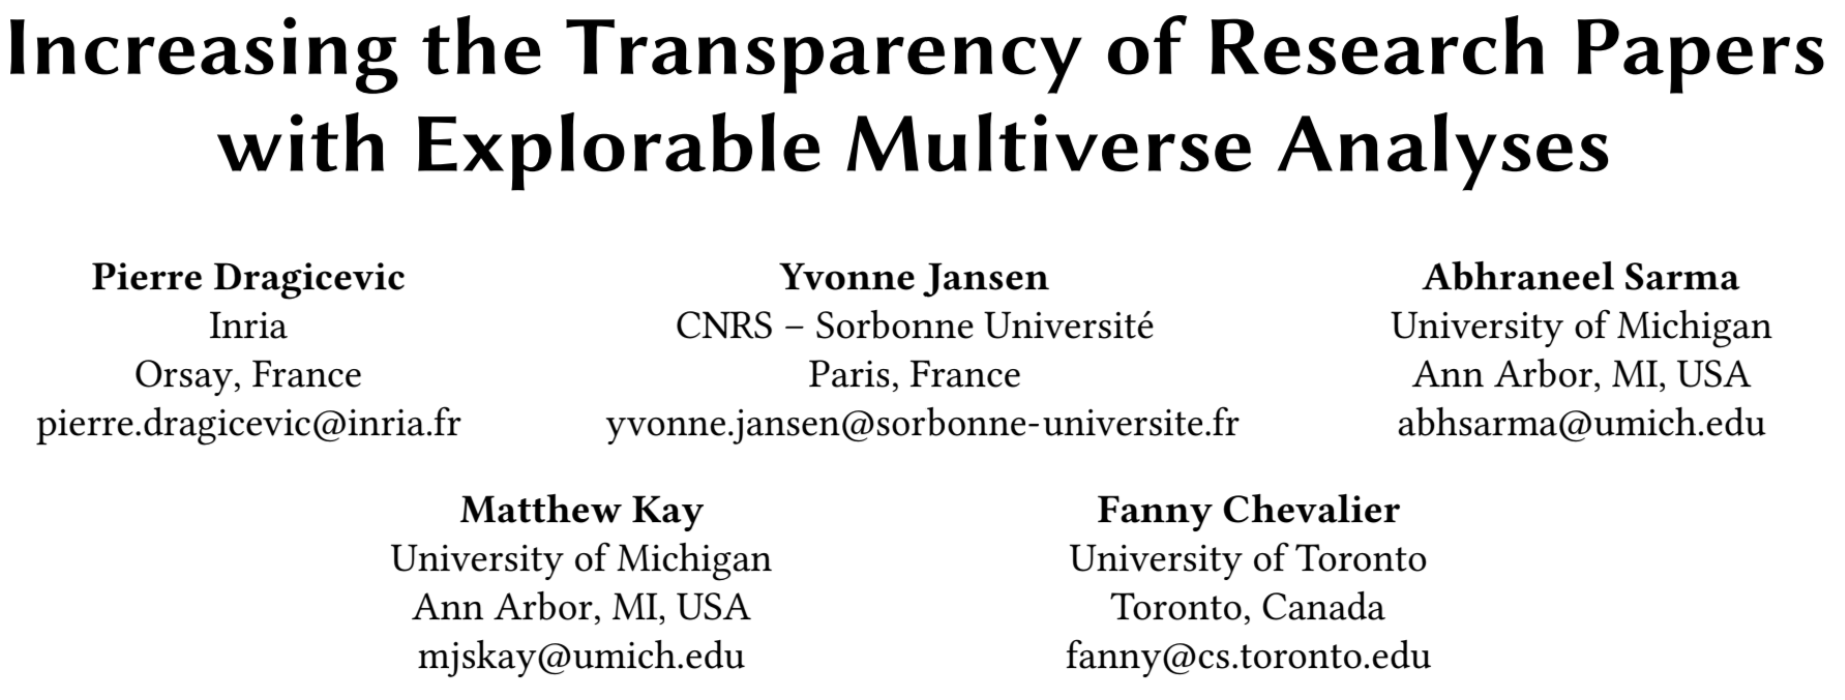 Increasing the Transparency of Research Papers
with Explorable Multiverse Analyses
Pierre Dragicevic
Inria
Orsay, France
pierre.dragicevic@inria.fr
Yvonne Jansen
CNRS – Sorbonne Université
Paris, France
yvonne.jansen@sorbonne-universite.fr
Abhraneel Sarma
University of Michigan
Ann Arbor, MI, USA
abhsarma@umich.edu
Matthew Kay
University of Michigan
Ann Arbor, MI, USA
mjskay@umich.edu
Fanny Chevalier
University of Toronto
Toronto, Canada
fanny@cs.toronto.edu